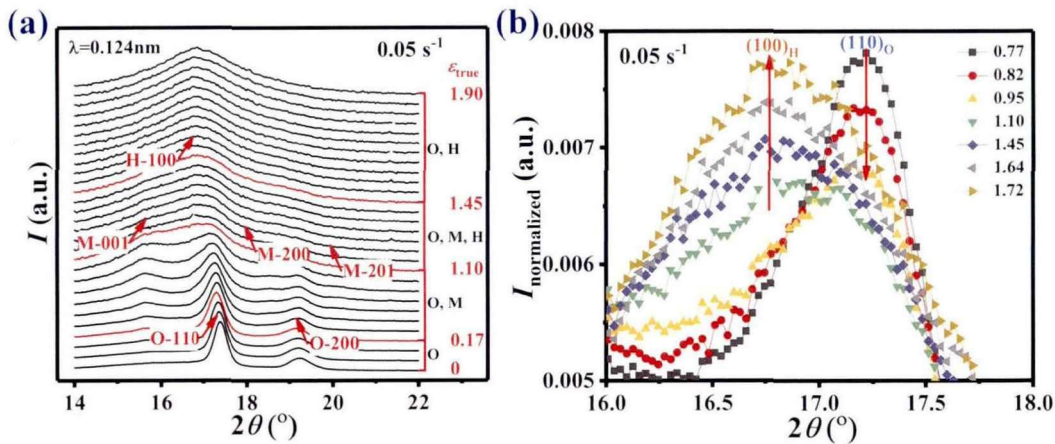 (a)
λ=0.124nm
0.05 s⁻¹
ε_true
1.90
O, H
H-100
1.45
O, M, H
M-001
M-200
M-201
1.10
O, M
O-110
O-200
0.17
O
0
I (a.u.)
14 16 18 20 22
2θ (°)
(b)
0.05 s⁻¹
(100)H
(110)O
0.77
0.82
0.95
1.10
1.45
1.64
1.72
0.008
0.007
0.006
0.005
I_normalized (a.u.)
16.0 16.5 17.0 17.5 18.0
2θ (°)